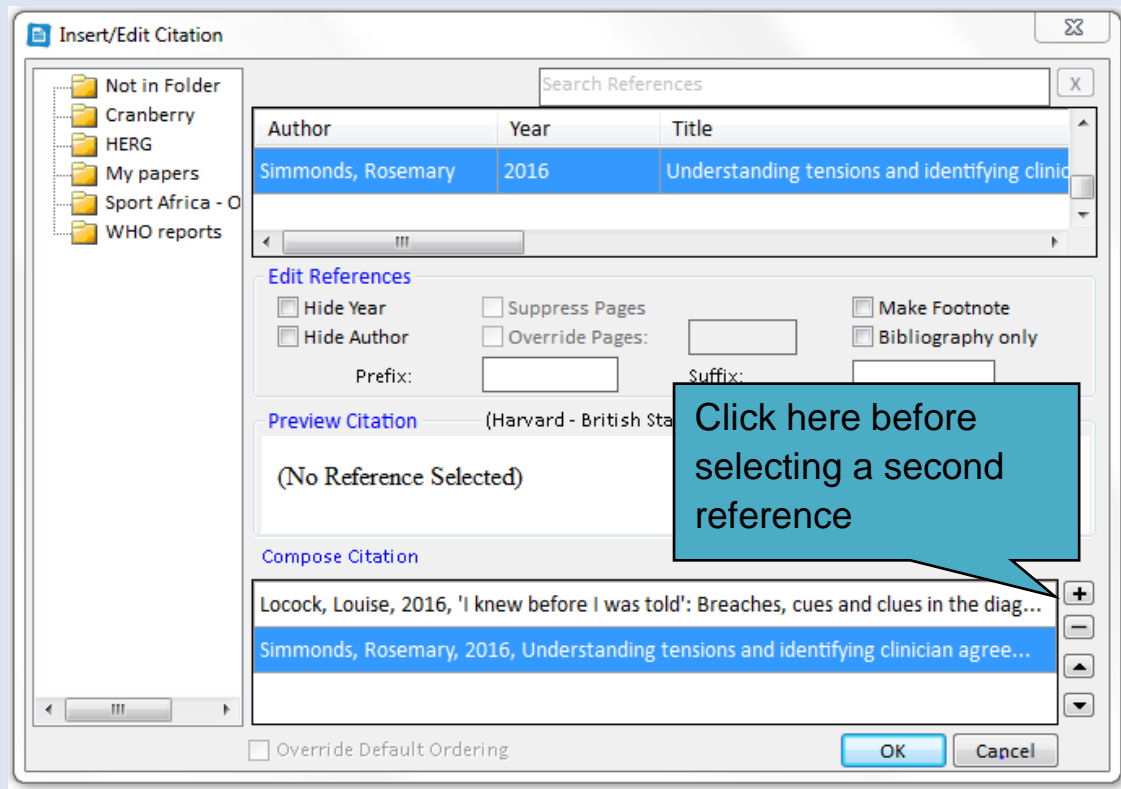 Insert/Edit Citation
Not in Folder
Cranberry
HERG
My papers
Sport Africa - O
WHO reports
Search References
X
Author Year Title
Simmonds, Rosemary 2016 Understanding tensions and identifying clinic
Edit References
Hide Year Suppress Pages Make Footnote
Hide Author Override Pages: Bibliography only
Prefix: Suffix:
Preview Citation (Harvard - British Sta
(No Reference Selected)
Click here before
selecting a second
reference
Compose Citation
Locock, Louise, 2016, 'I knew before I was told': Breaches, cues and clues in the diag...
Simmonds, Rosemary, 2016, Understanding tensions and identifying clinician agree...
Override Default Ordering
OK Cancel